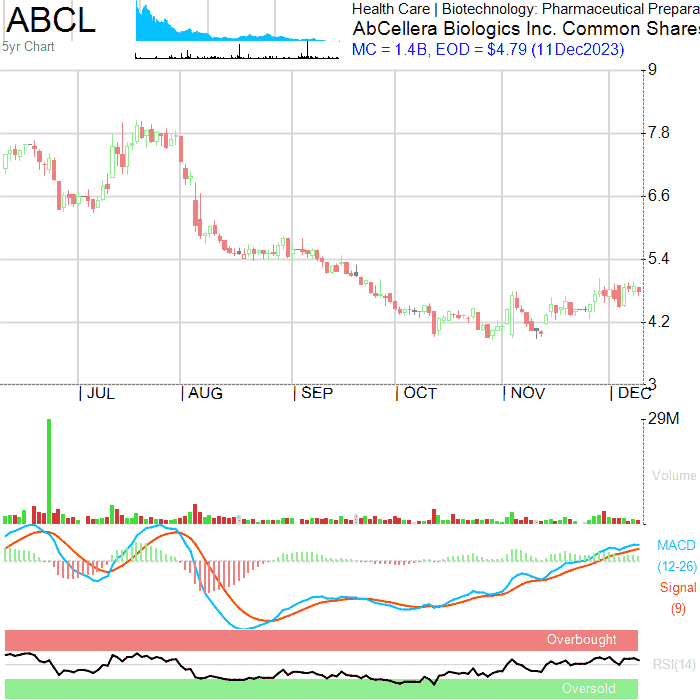 ABCL
5yr Chart
Health Care | Biotechnology: Pharmaceutical Prepara
AbCellera Biologics Inc. Common Shares
MC = 1.4B, EOD = $4.79 (11Dec2023)
9
7.8
6.6
5.4
4.2
3
| JUL | AUG | SEP | OCT | NOV | DEC
29M
Volume
MACD
(12-26)
Signal
(9)
Overbought
RSI(14)
Oversold